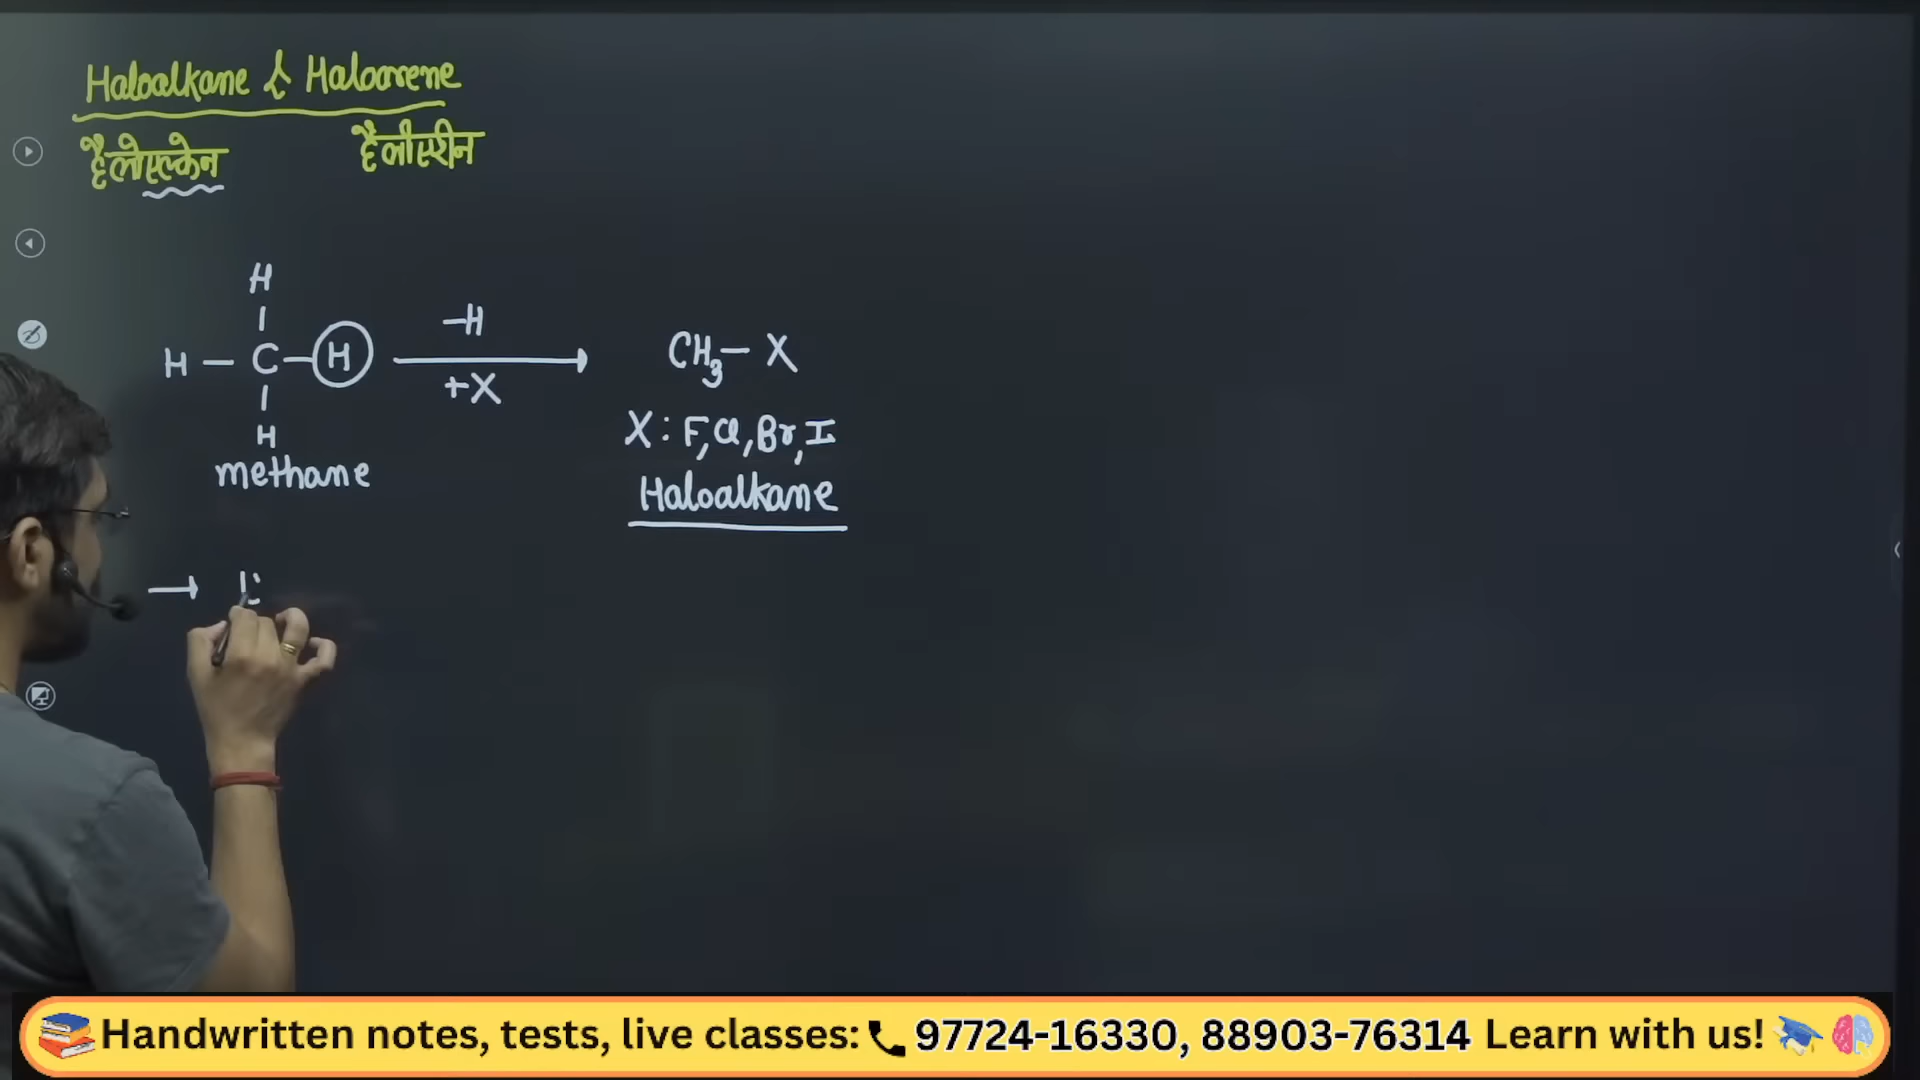 Haloalkane & Haloarene
हैलोएल्केन हैलोएरीन
H
|
H — C — H
|
H
methane
–H
+X
CH₃ — X
X : F, Cl, Br, I
Haloalkane
→
Handwritten notes, tests, live classes: 97724-16330, 88903-76314 Learn with us!